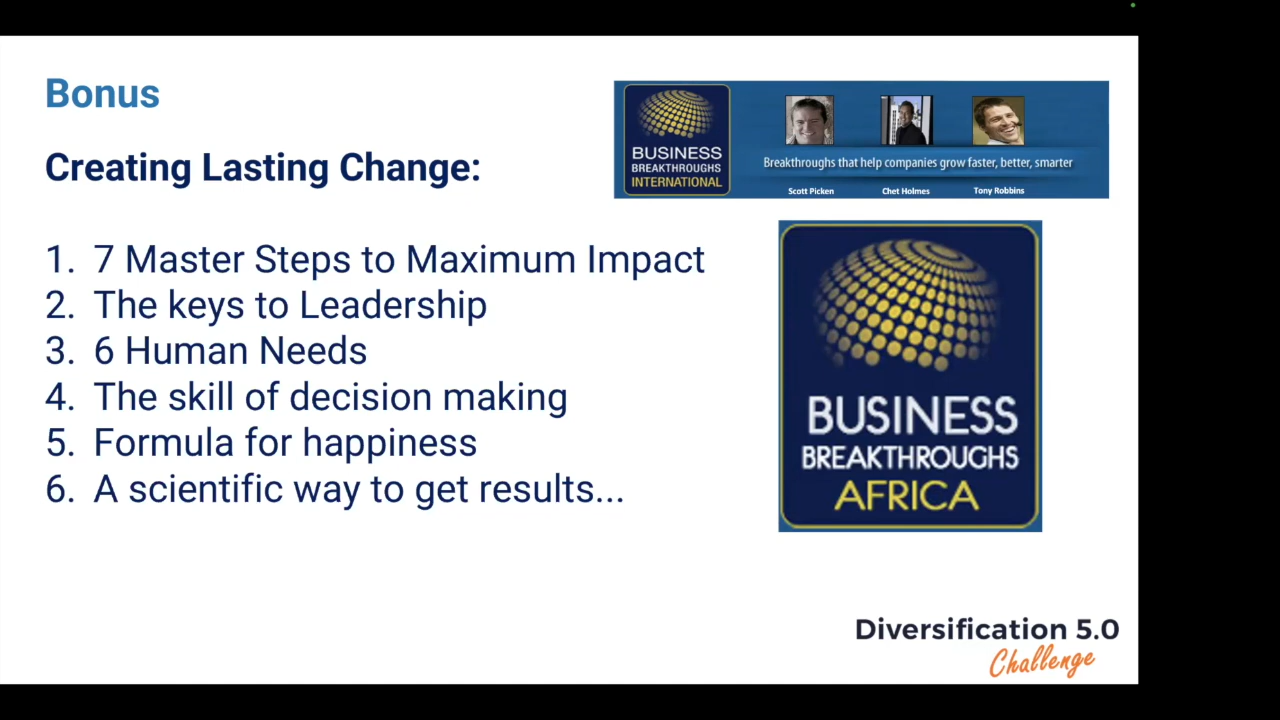 Bonus
Creating Lasting Change:
1. 7 Master Steps to Maximum Impact
2. The keys to Leadership
3. 6 Human Needs
4. The skill of decision making
5. Formula for happiness
6. A scientific way to get results...
BUSINESS
BREAKTHROUGHS
INTERNATIONAL
Breakthroughs that help companies grow faster, better, smarter
Scott Picken Chet Holmes Tony Robbins
BUSINESS
BREAKTHROUGHS
AFRICA
Diversification 5.0
Challenge